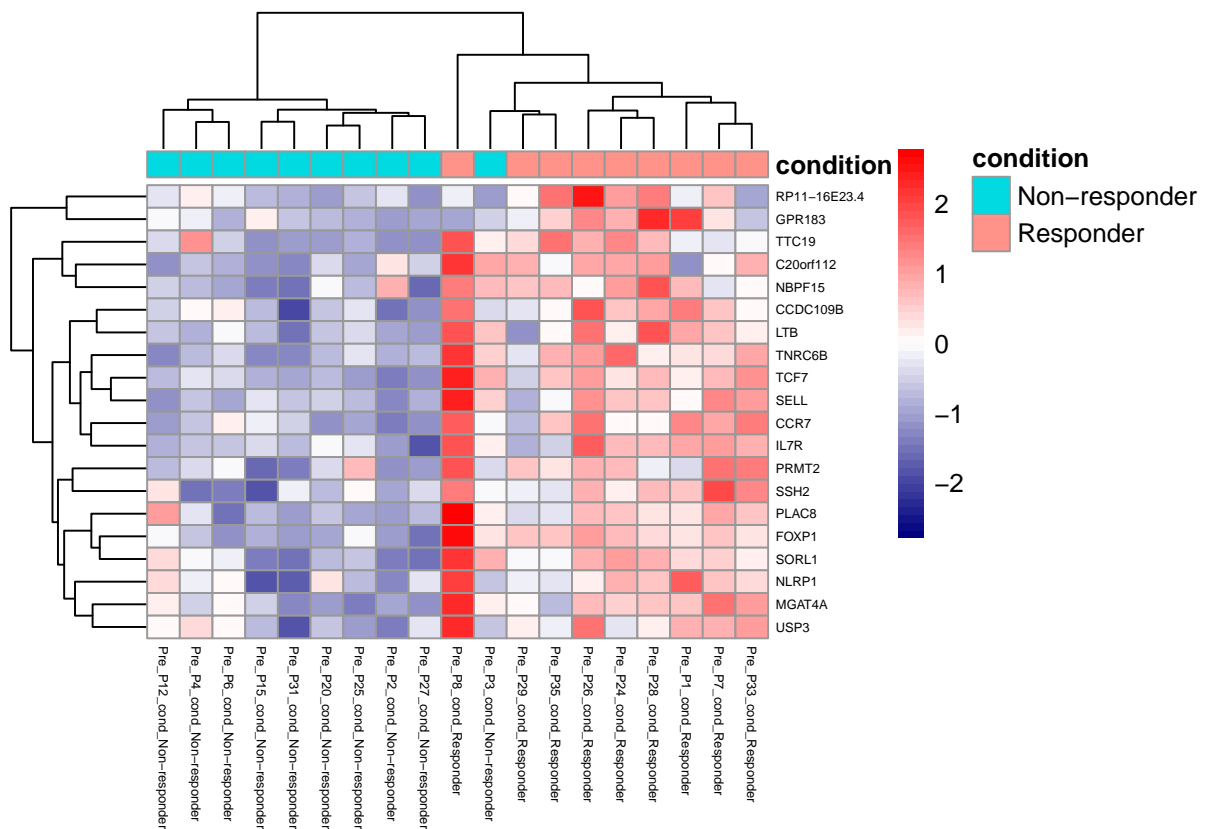 condition
RP11−16E23.4
GPR183
TTC19
C20orf112
NBPF15
CCDC109B
LTB
TNRC6B
TCF7
SELL
CCR7
IL7R
PRMT2
SSH2
PLAC8
FOXP1
SORL1
NLRP1
MGAT4A
USP3
Pre_P12_cond_Non−responder
Pre_P4_cond_Non−responder
Pre_P6_cond_Non−responder
Pre_P15_cond_Non−responder
Pre_P31_cond_Non−responder
Pre_P20_cond_Non−responder
Pre_P25_cond_Non−responder
Pre_P2_cond_Non−responder
Pre_P27_cond_Non−responder
Pre_P8_cond_Responder
Pre_P3_cond_Non−responder
Pre_P29_cond_Responder
Pre_P35_cond_Responder
Pre_P26_cond_Responder
Pre_P24_cond_Responder
Pre_P28_cond_Responder
Pre_P1_cond_Responder
Pre_P7_cond_Responder
Pre_P33_cond_Responder
2
1
0
−1
−2
condition
Non−responder
Responder